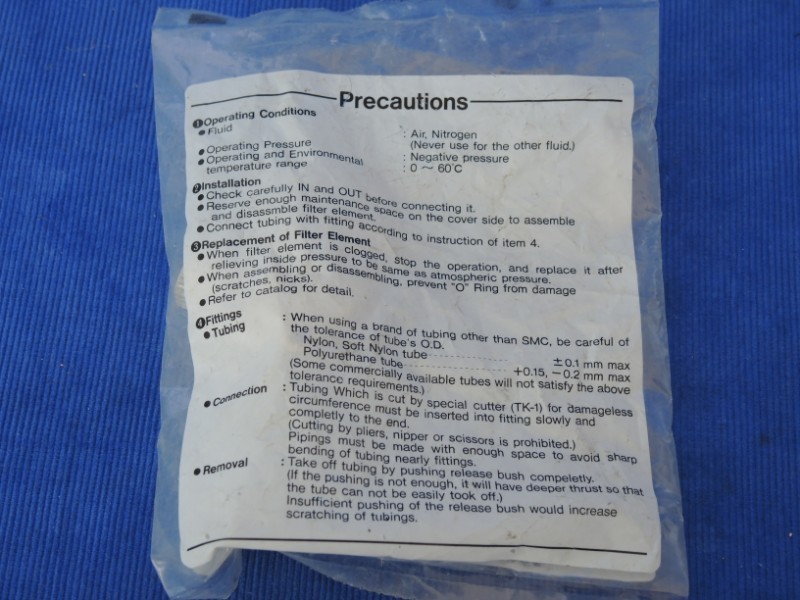 Precautions
❶Operating Conditions
●Fluid : Air, Nitrogen
(Never use for the other fluid.)
●Operating Pressure : Negative pressure
●Operating and Environmental
temperature range : 0 ~ 60°C
❷Installation
●Check carefully IN and OUT before connecting it.
●Reserve enough maintenance space on the cover side to assemble
and disassmble filter element.
●Connect tubing with fitting according to instruction of item 4.
❸Replacement of Filter Element
●When filter element is clogged, stop the operation, and replace it after
relieving inside pressure to be same as atmospheric pressure.
●When assembling or disassembling, prevent "O" Ring from damage
(scratches, nicks).
●Refer to catalog for detail.
❹Fittings
●Tubing : When using a brand of tubing other than SMC, be careful of
the tolerance of tube's O.D.
Nylon, Soft Nylon tube ±0.1 mm max
Polyurethane tube +0.15, −0.2 mm max
(Some commercially available tubes will not satisfy the above
tolerance requirements.)
●Connection : Tubing Which is cut by special cutter (TK-1) for damageless
circumference must be inserted into fitting slowly and
completly to the end.
(Cutting by pliers, nipper or scissors is prohibited.)
Pipings must be made with enough space to avoid sharp
bending of tubing nearly fittings.
●Removal : Take off tubing by pushing release bush compeletly.
(If the pushing is not enough, it will have deeper thrust so that
the tube can not be easily took off.)
Insufficient pushing of the release bush would increase
scratching of tubings.